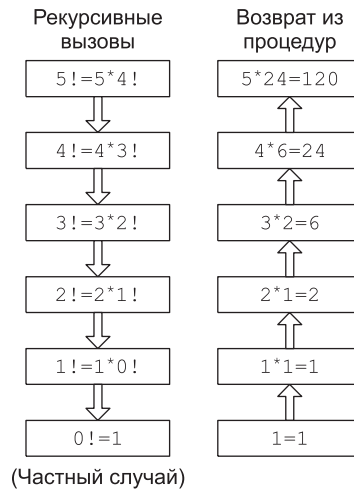 Рекурсивные
вызовы
5!=5*4!
4!=4*3!
3!=3*2!
2!=2*1!
1!=1*0!
0!=1
(Частный случай)
Возврат из
процедур
5*24=120
4*6=24
3*2=6
2*1=2
1*1=1
1=1